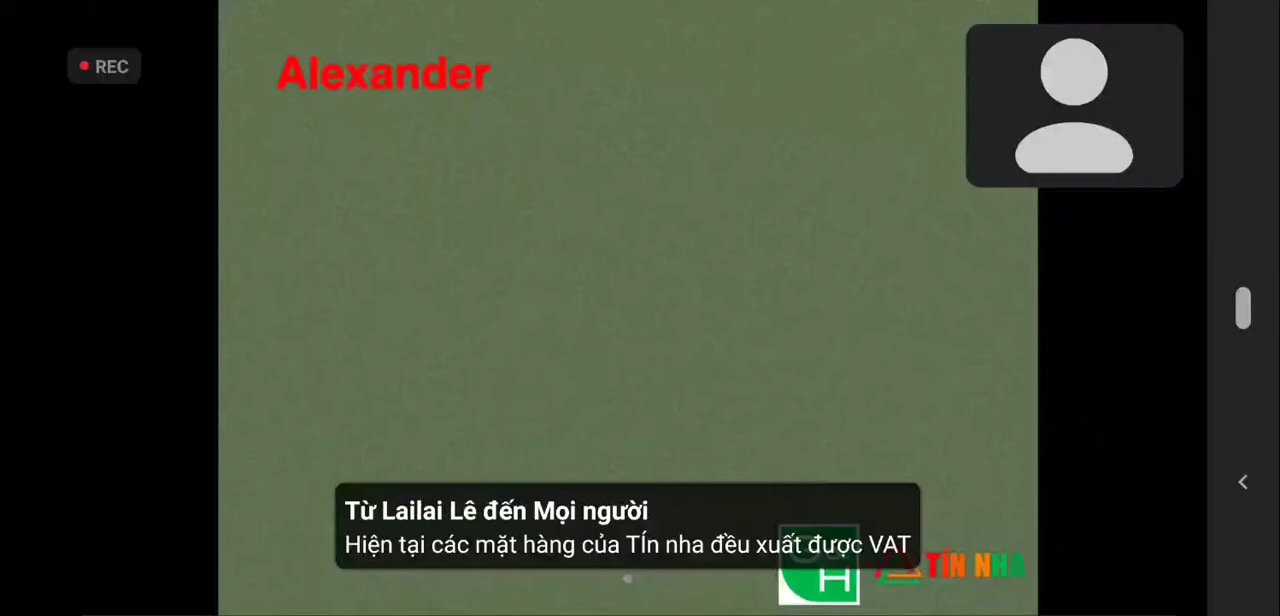 REC
Alexander
Từ Lailai Lê đến Mọi người
Hiện tại các mặt hàng của TÍn nha đều xuất được VAT
H
TÍN NHA